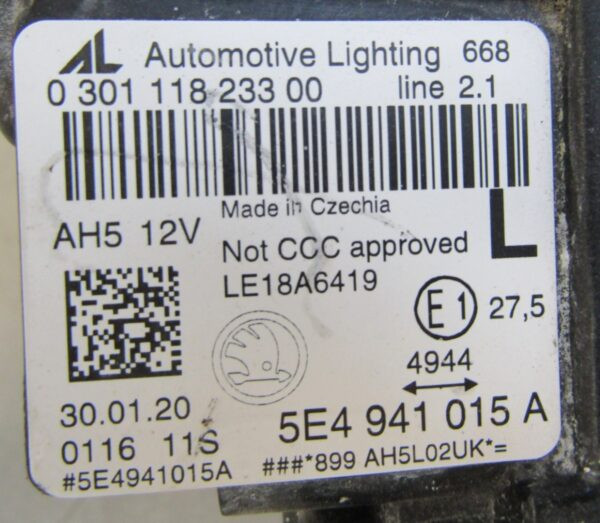 AL Automotive Lighting 668
0 301 118 233 00 line 2.1
Made in Czechia
AH5 12V
Not CCC approved L
LE18A6419
E1 27,5
4944
30.01.20
5E4 941 015 A
0116 11S
#5E4941015A ###*899 AH5L02UK*=